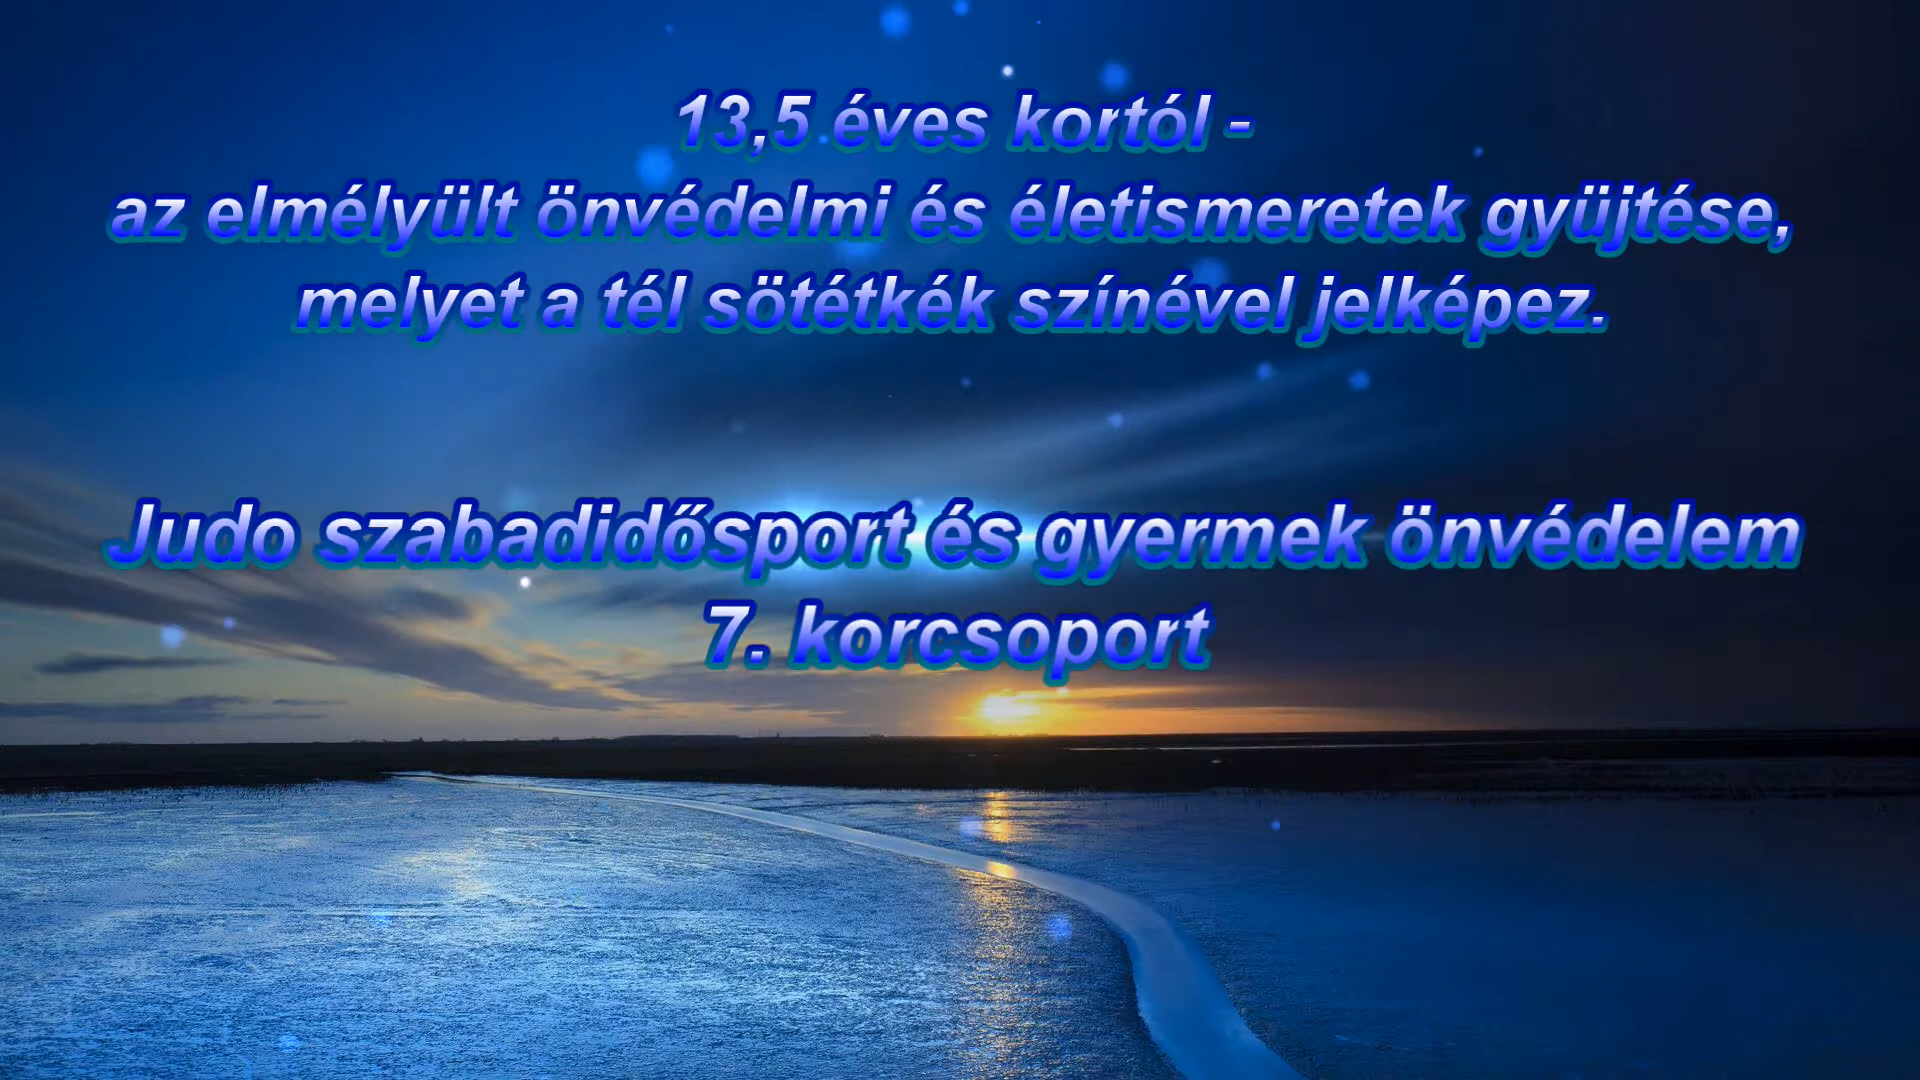 13,5 éves kortól -
az elmélyült önvédelmi és életismeretek gyüjtése,
melyet a tél sötétkék színével jelképez.
Judo szabadidősport és gyermek önvédelem
7. korcsoport